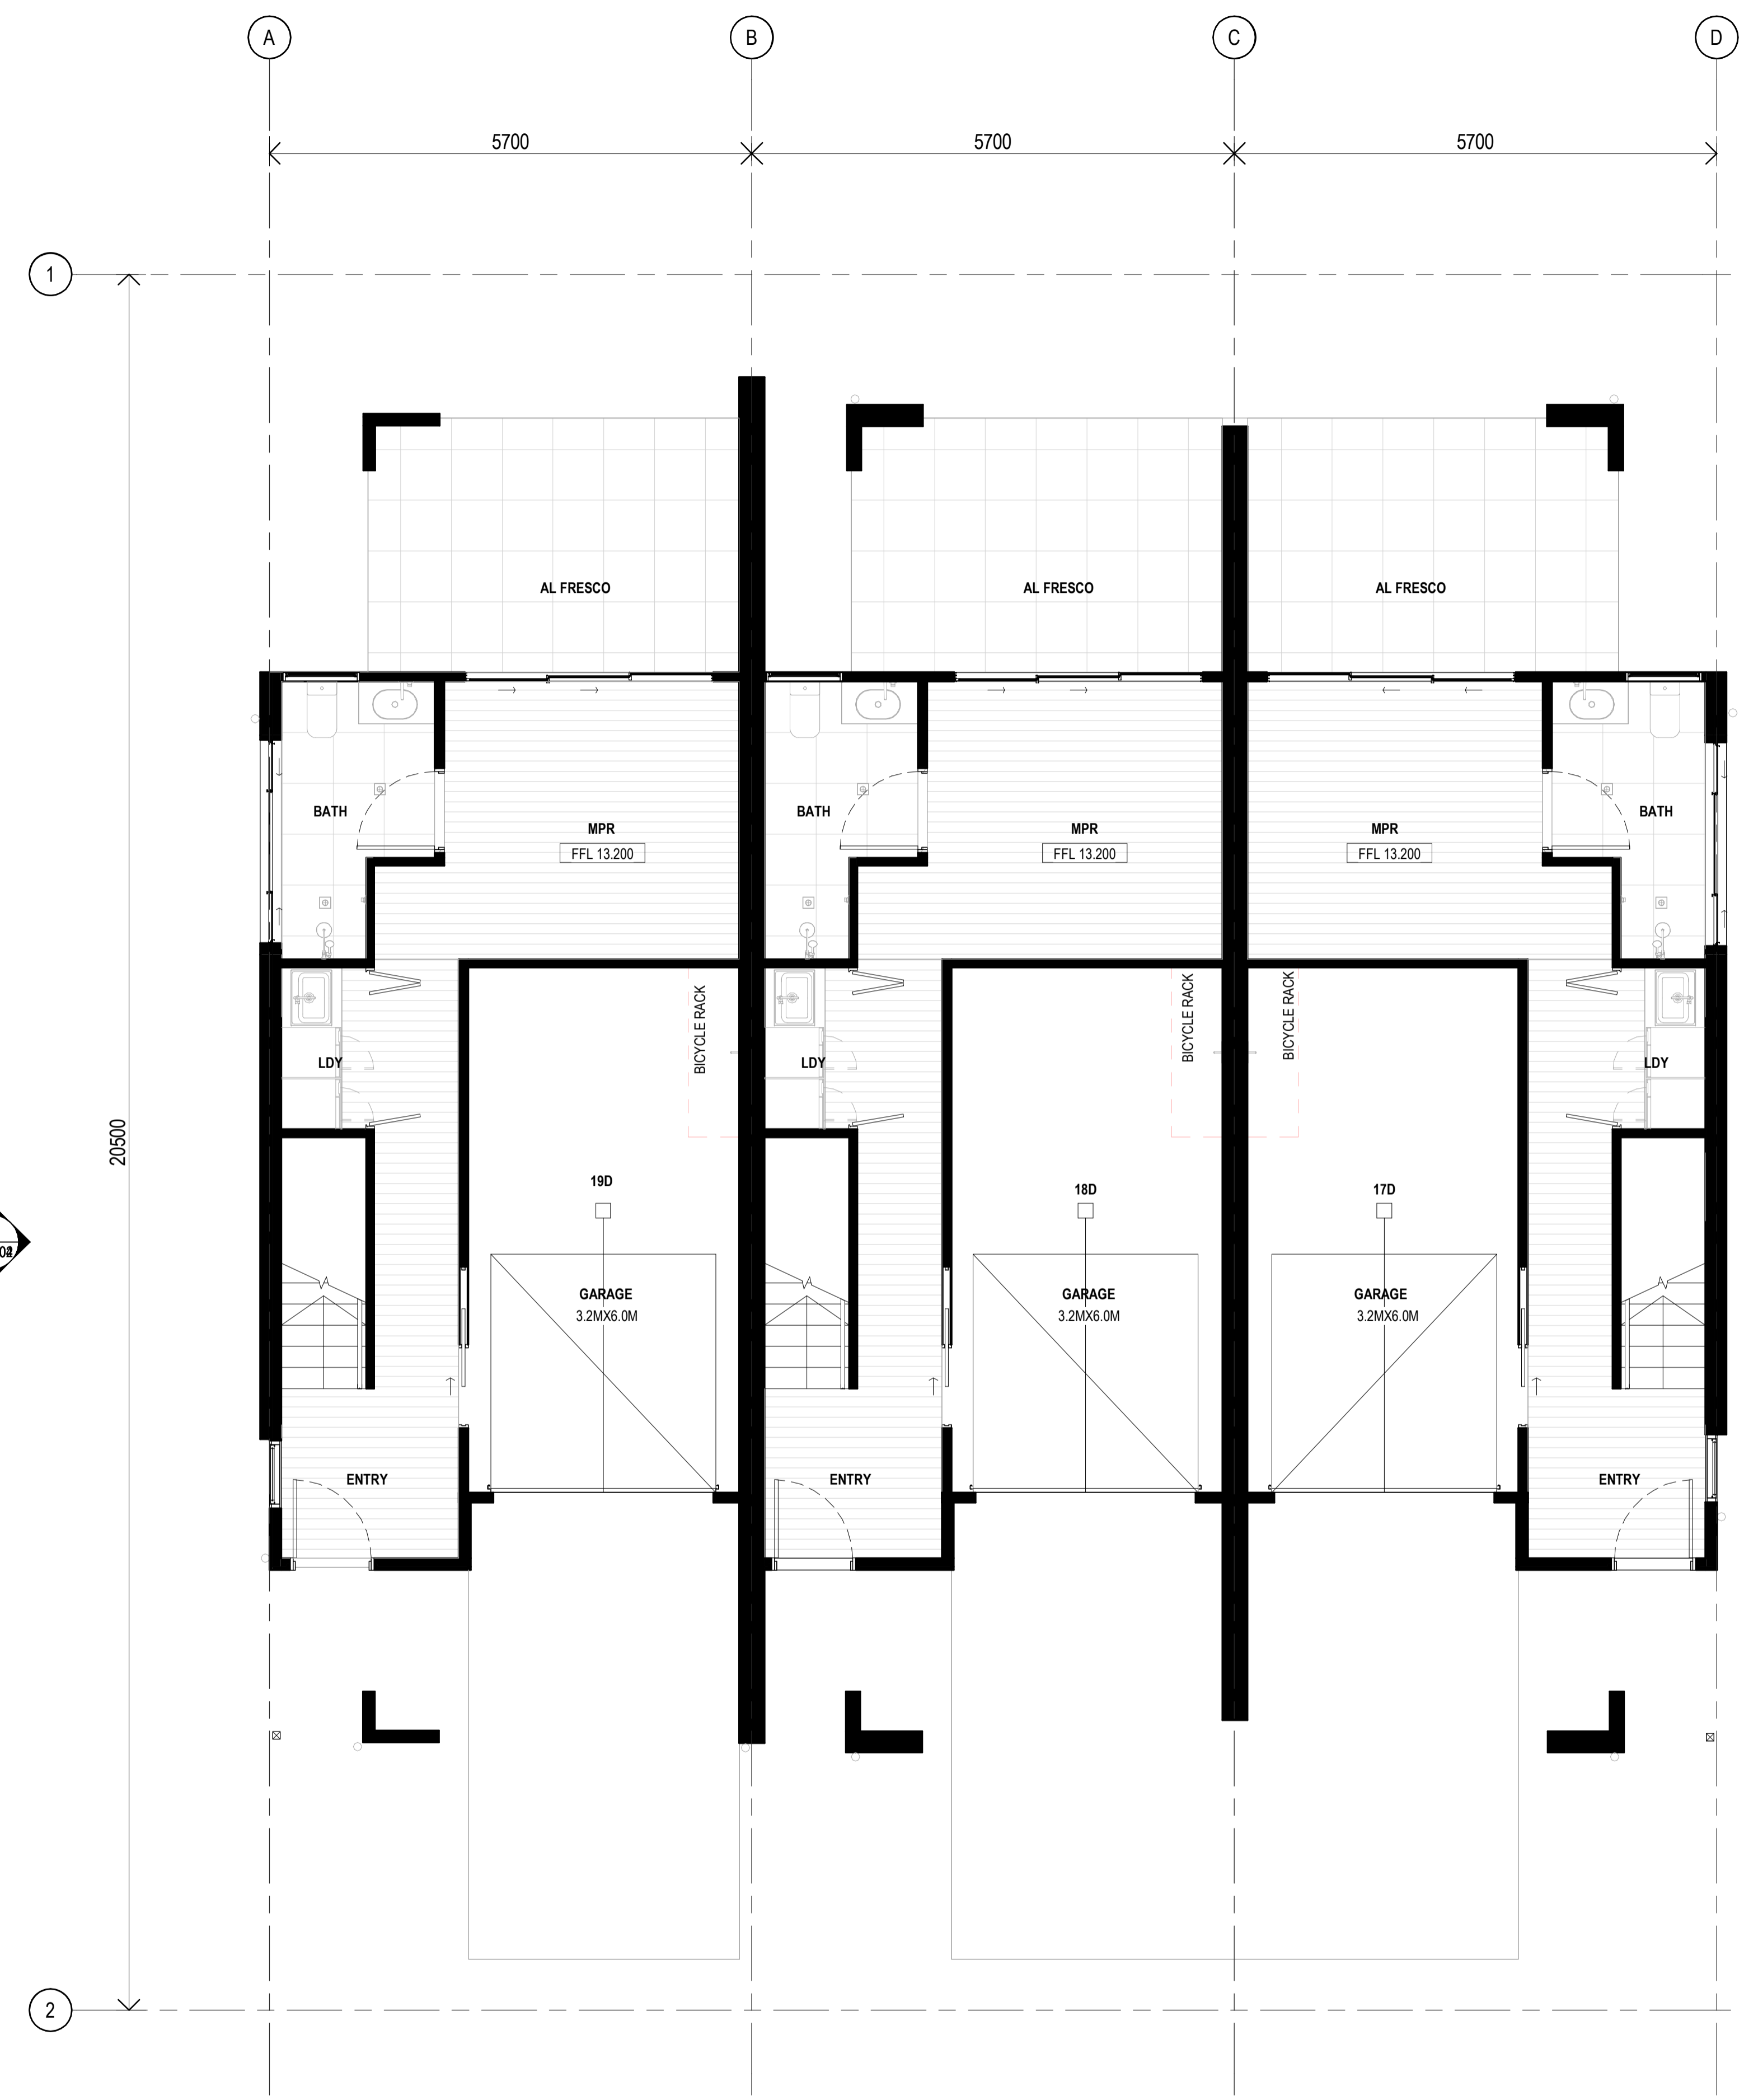 A B C D
5700 5700 5700
1
AL FRESCO AL FRESCO AL FRESCO
BATH BATH BATH
MPR MPR MPR
FFL 13.200 FFL 13.200 FFL 13.200
BICYCLE RACK BICYCLE RACK BICYCLE RACK
LDY LDY LDY
20500
19D 18D 17D
GARAGE GARAGE GARAGE
3.2MX6.0M 3.2MX6.0M 3.2MX6.0M
ENTRY ENTRY ENTRY
2